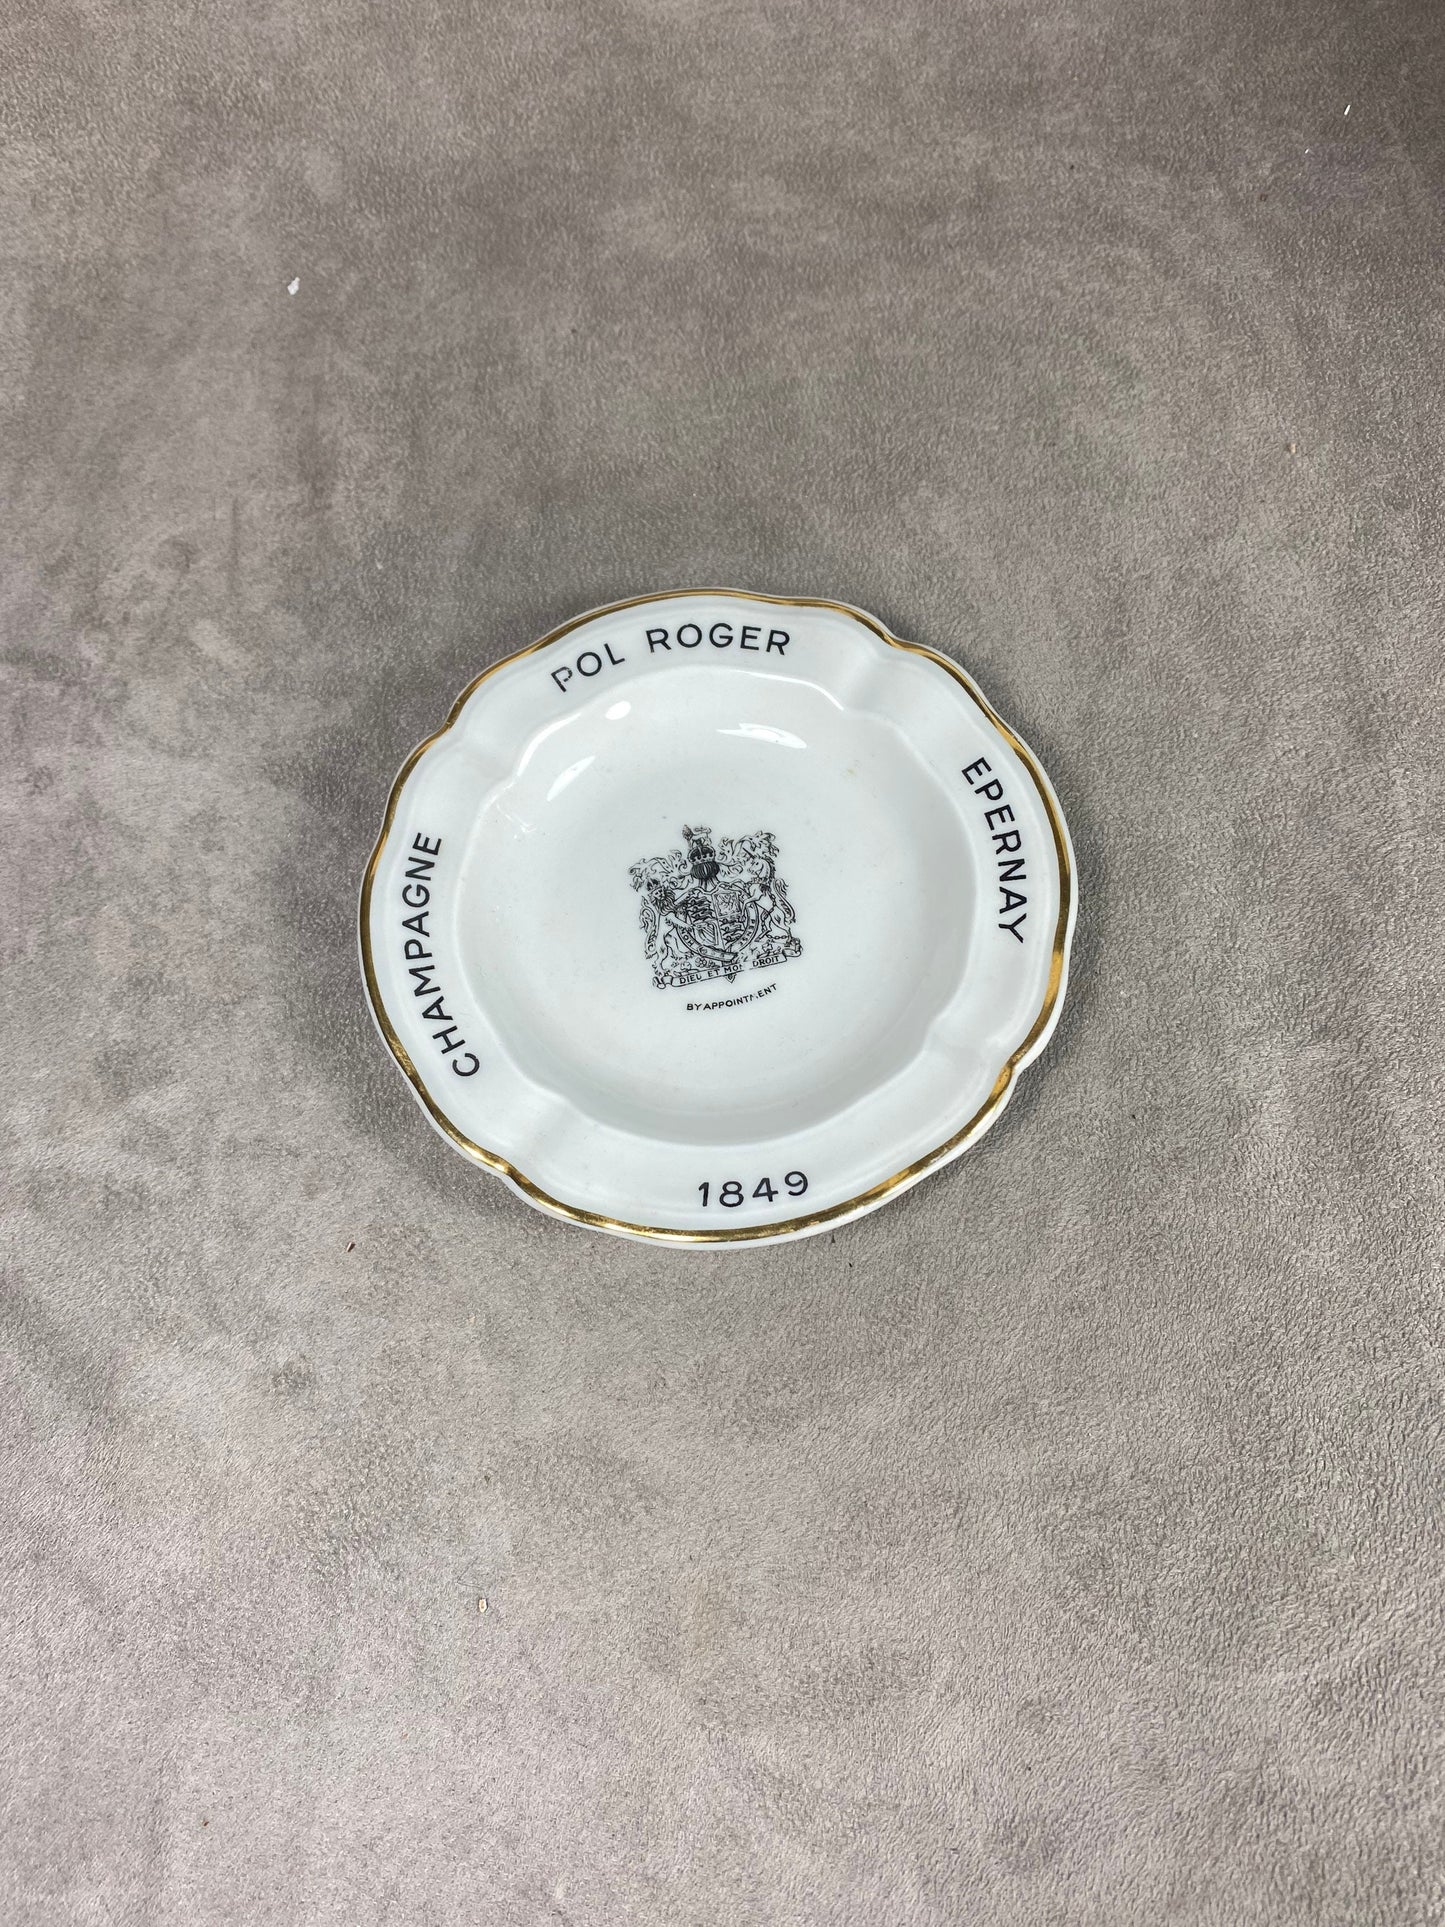 CHAMPAGNE
POL ROGER
EPERNAY
1849
DIEU ET MON DROIT
BY APPOINTMENT